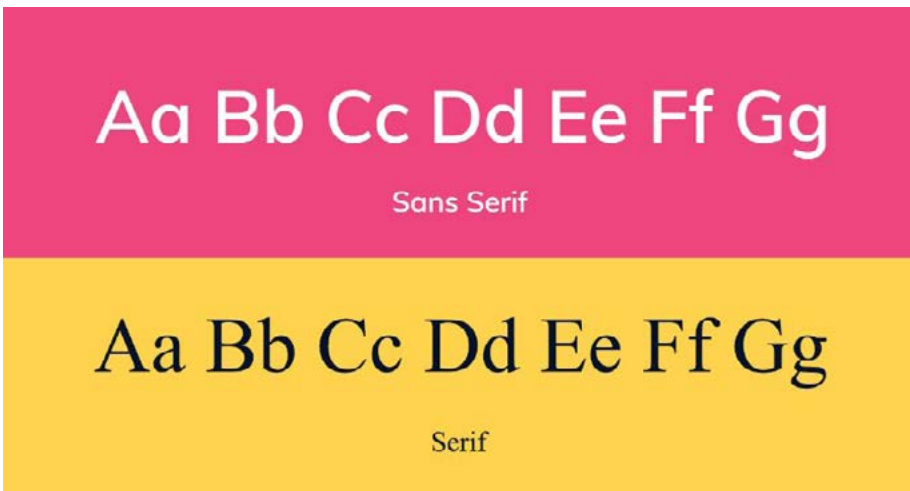 Aa Bb Cc Dd Ee Ff Gg
Sans Serif
Aa Bb Cc Dd Ee Ff Gg
Serif